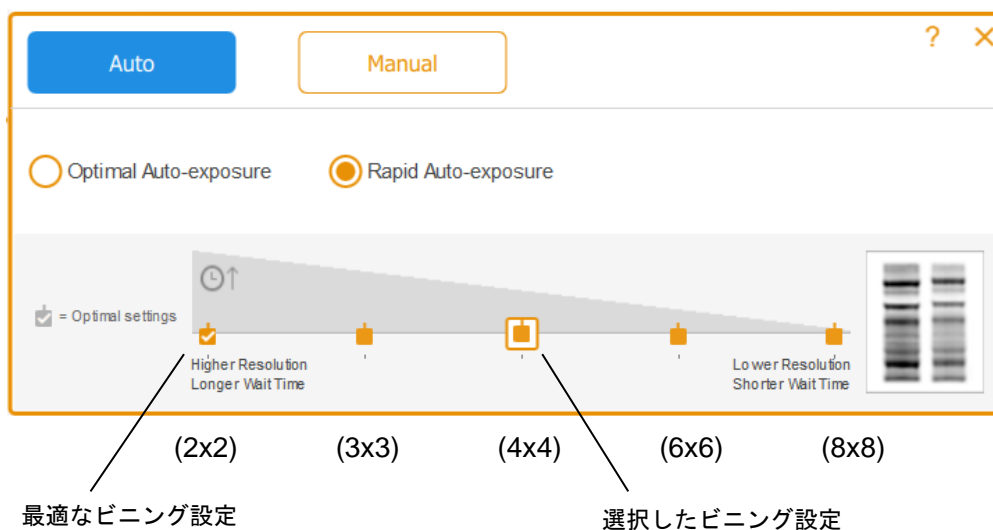 Auto
Manual
?
Optimal Auto-exposure
Rapid Auto-exposure
= Optimal settings
Higher Resolution
Longer Wait Time
Lower Resolution
Shorter Wait Time
(2x2)
(3x3)
(4x4)
(6x6)
(8x8)
最適なビニング設定
選択したビニング設定